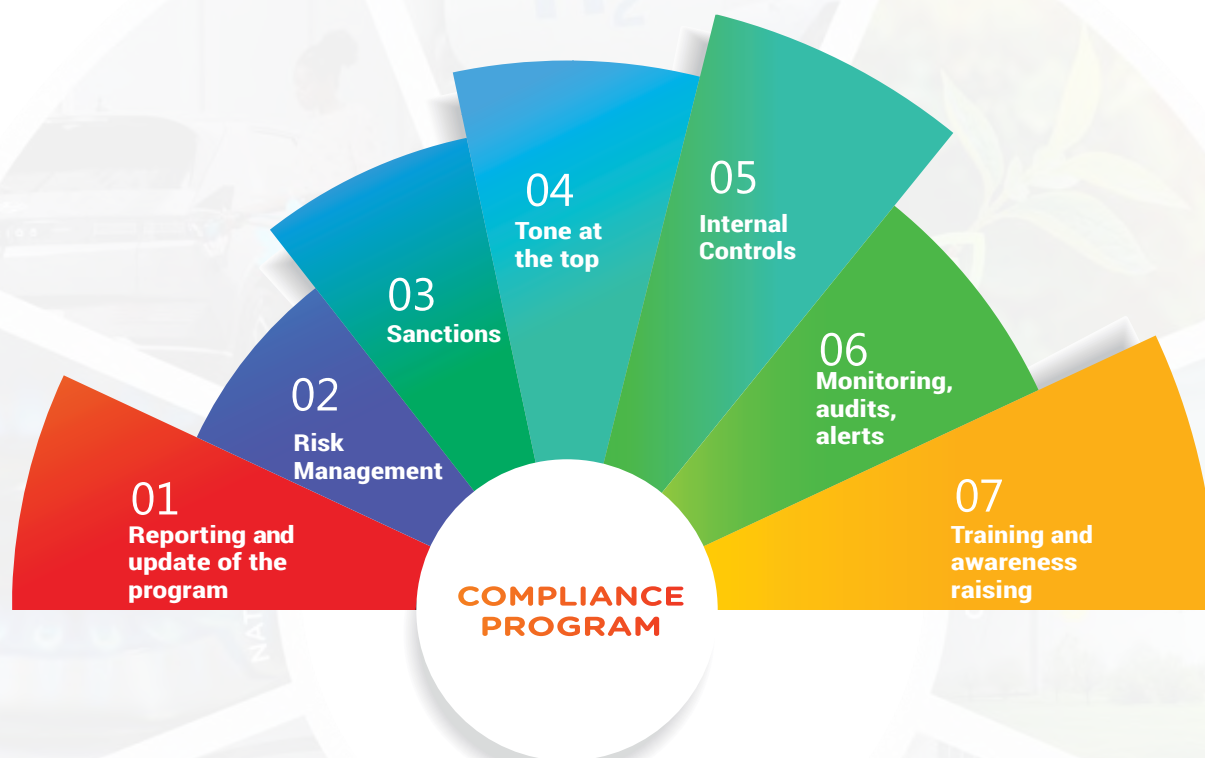 01
Reporting and
update of the
program
02
Risk
Management
03
Sanctions
04
Tone at
the top
05
Internal
Controls
06
Monitoring,
audits,
alerts
07
Training and
awareness
raising
COMPLIANCE
PROGRAM